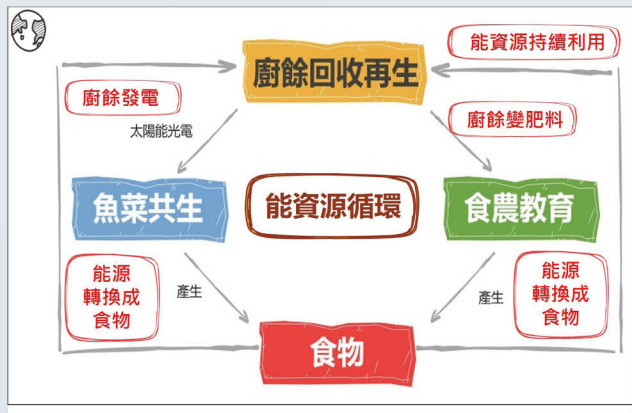 能資源持續利用
廚餘回收再生
廚餘發電
太陽能光電
廚餘變肥料
魚菜共生
能資源循環
食農教育
能源
轉換成
食物
產生
產生
能源
轉換成
食物
食物